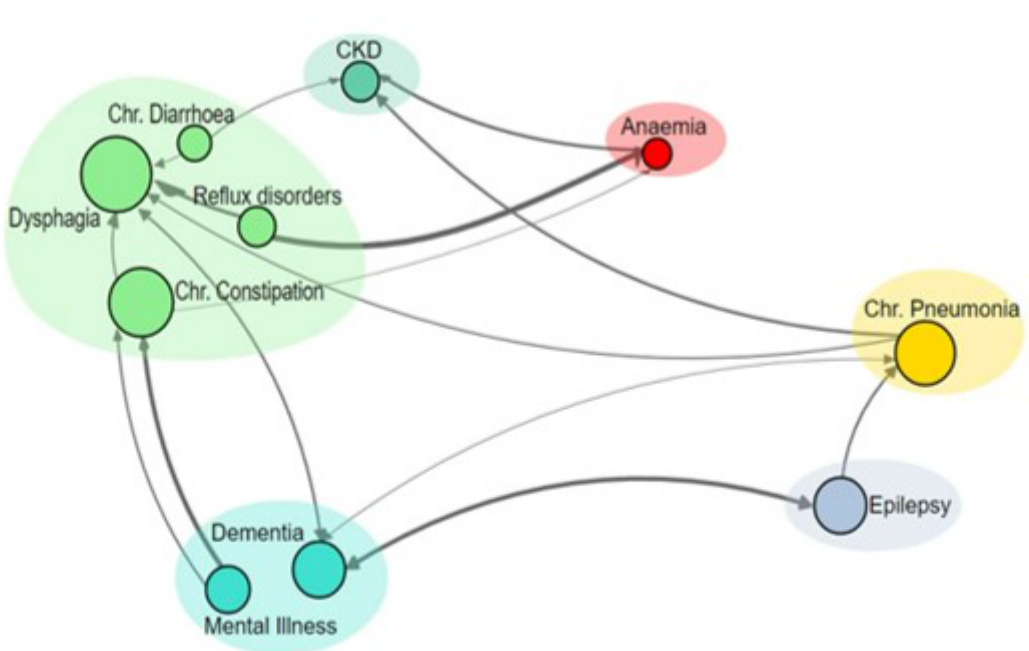 CKD
Chr. Diarrhoea
Anaemia
Reflux disorders
Dysphagia
Chr. Constipation
Chr. Pneumonia
Epilepsy
Dementia
Mental Illness